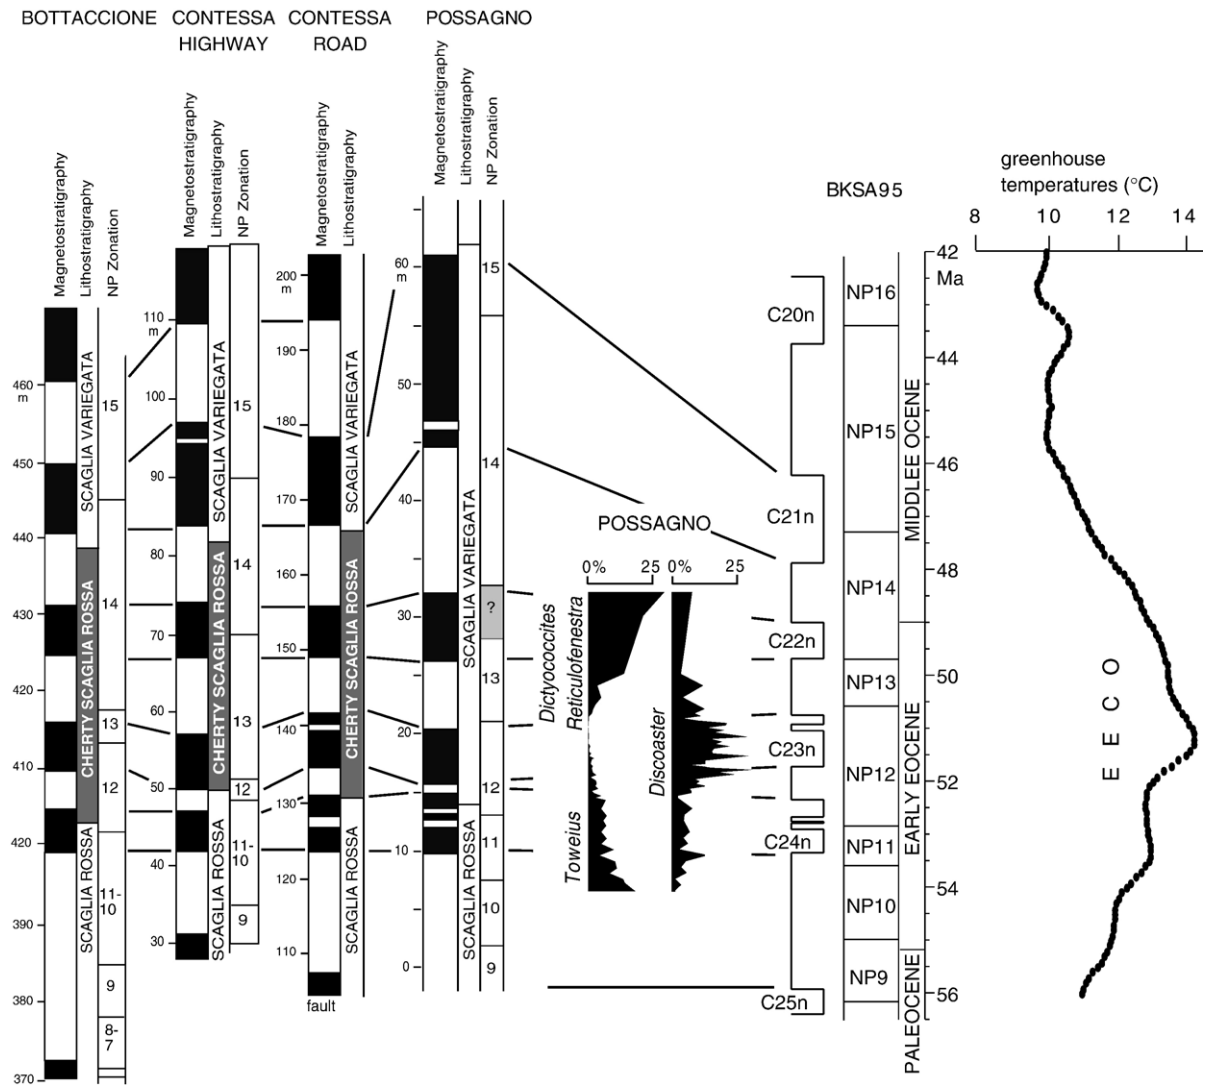 BOTTACCIONE
CONTESSA
HIGHWAY
CONTESSA
ROAD
POSSAGNO
Magnetostratigraphy
Lithostratigraphy
NP Zonation
Magnetostratigraphy
Lithostratigraphy
NP Zonation
Magnetostratigraphy
Lithostratigraphy
Magnetostratigraphy
Lithostratigraphy
NP Zonation
460
m
450
440
430
420
410
420
390
380
370
SCAGLIA VARIEGATA
CHERTY SCAGLIA ROSSA
SCAGLIA ROSSA
15
14
13
12
11-
10
9
8-
7
110
m
100
90
80
70
60
50
40
30
SCAGLIA VARIEGATA
CHERTY SCAGLIA ROSSA
SCAGLIA ROSSA
15
14
13
12
11-
10
9
200
m
190
180
170
160
150
140
130
120
110
fault
SCAGLIA VARIEGATA
CHERTY SCAGLIA ROSSA
SCAGLIA ROSSA
60
m
50
40
30
20
10
0
SCAGLIA VARIEGATA
SCAGLIA ROSSA
15
14
?
13
12
11
10
9
POSSAGNO
0%
25
0%
25
Dictyococcites
Reticulofenestra
Toweius
Discoaster
BKSA95
C20n
C21n
C22n
C23n
C24n
C25n
NP16
NP15
NP14
NP13
NP12
NP11
NP10
NP9
MIDDLEE OCENE
EARLY EOCENE
PALEOCENE
greenhouse
temperatures (°C)
8
10
12
14
42
Ma
44
46
48
50
52
54
56
E E C O